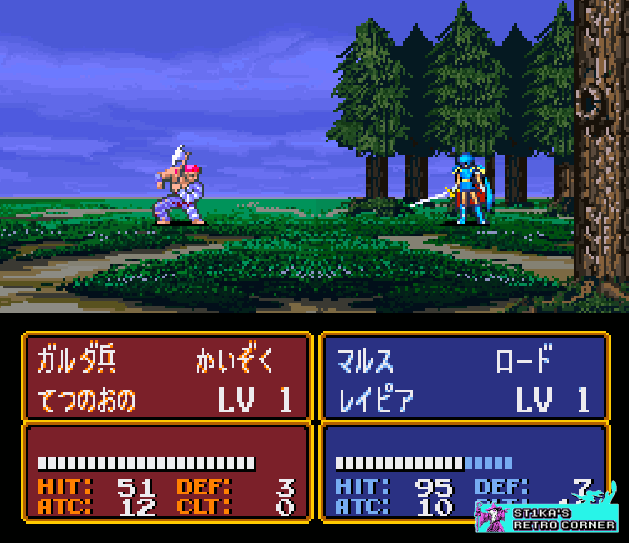 ガルダ兵 かいぞく
てつのおの LV 1
HIT: 51 DEF: 3
ATC: 12 CLT: 0
マルス ロード
レイピア LV 1
HIT: 95 DEF: 7
ATC: 10
ST1KA'S
RETRO CORNER